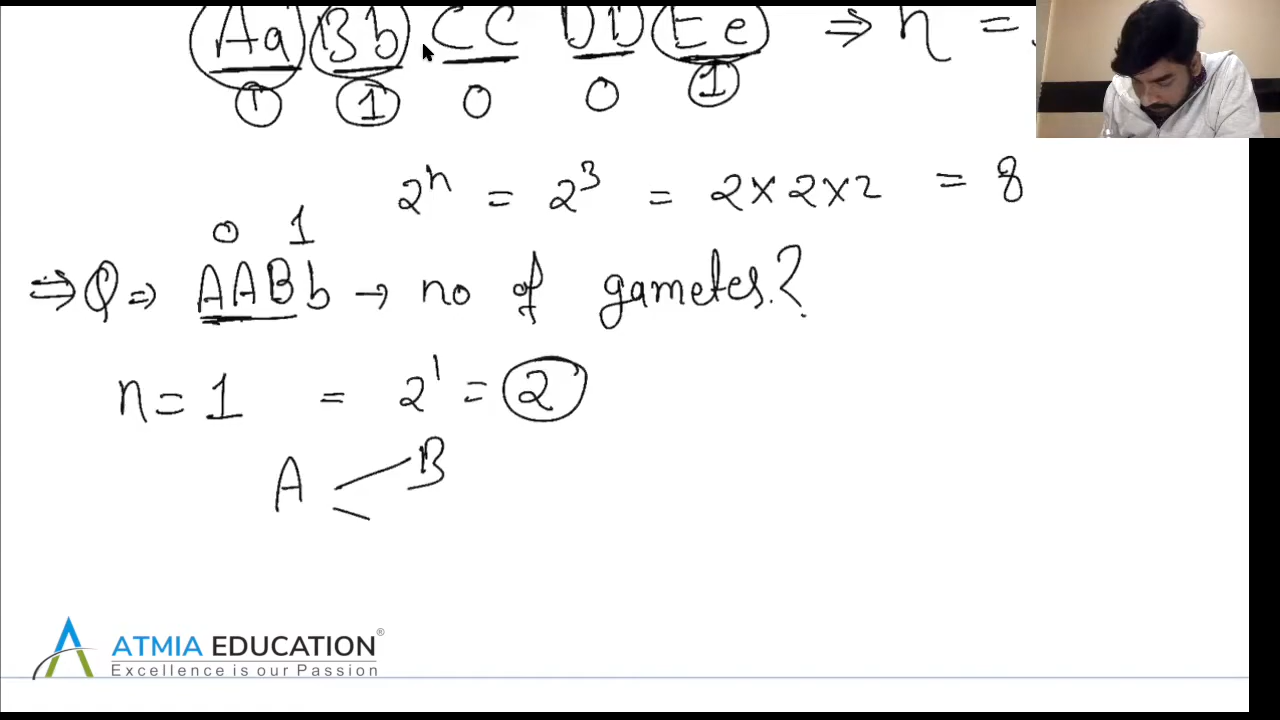 Aa Bb CC DD Ee ⇒ n =
1 1 0 0 1
2ⁿ = 2³ = 2×2×2 = 8
0 1
⇒ Q ⇒ AABb → no of gametes.?
n = 1 = 2¹ = 2
A B
ATMIA EDUCATION®
Excellence is our Passion